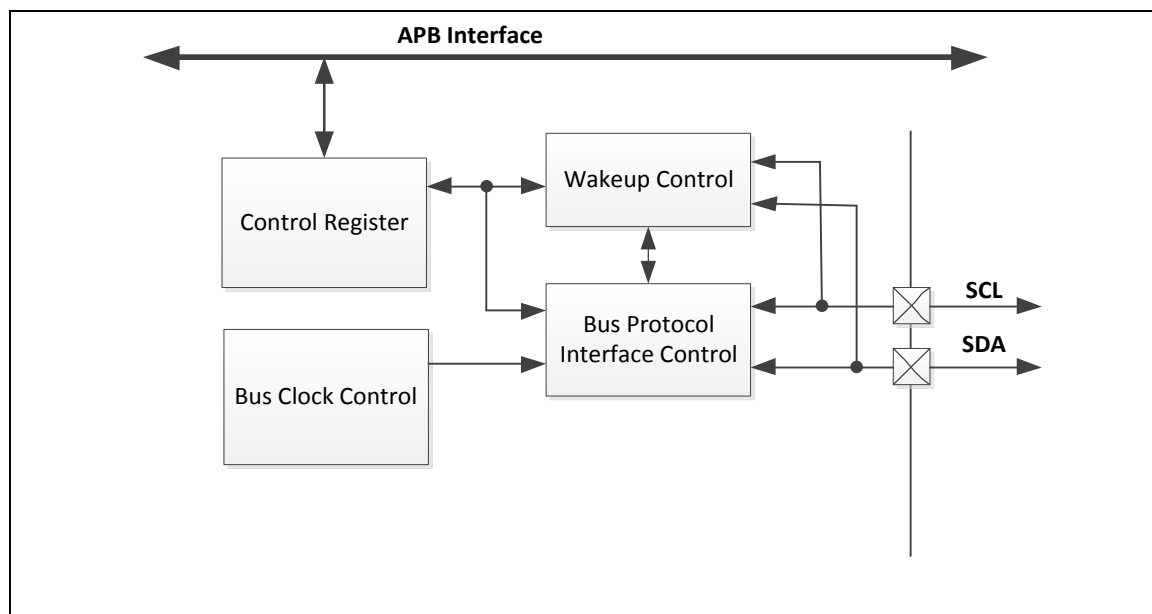 APB Interface
Wakeup Control
Control Register
SCL
Bus Protocol
Interface Control
SDA
Bus Clock Control